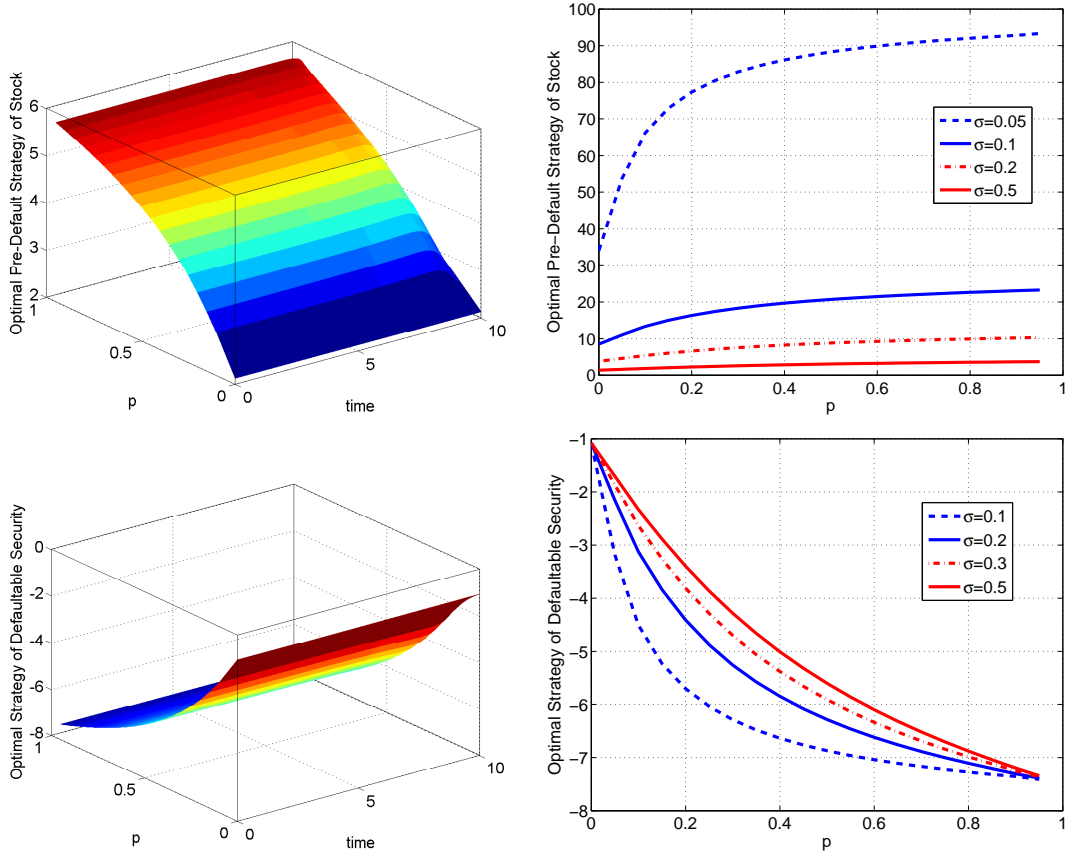 Optimal Pre-Default Strategy of Stock
6
5
4
3
2
1
0.5
0
0
5
10
p
time
Optimal Pre-Default Strategy of Stock
100
90
80
70
60
50
40
30
20
10
0
0
0.2
0.4
0.6
0.8
1
p
σ=0.05
σ=0.1
σ=0.2
σ=0.5
Optimal Strategy of Defaultable Security
0
-2
-4
-6
-8
1
0.5
0
0
5
10
p
time
Optimal Strategy of Defaultable Security
−1
−2
−3
−4
−5
−6
−7
−8
0
0.2
0.4
0.6
0.8
1
p
σ=0.1
σ=0.2
σ=0.3
σ=0.5